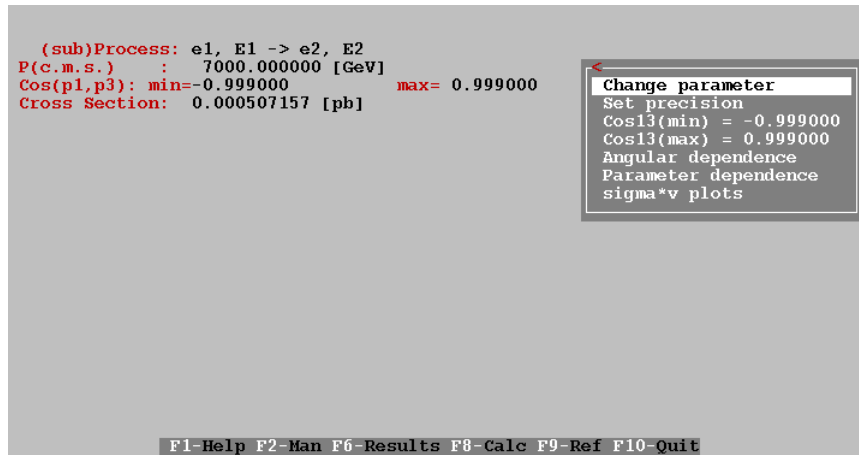 (sub)Process: e1, E1 -> e2, E2
P(c.m.s.) : 7000.000000 [GeV]
Cos(p1,p3): min=-0.999000 max= 0.999000
Cross Section: 0.000507157 [pb]
<
Change parameter
Set precision
Cos13(min) = -0.999000
Cos13(max) = 0.999000
Angular dependence
Parameter dependence
sigma*v plots
F1-Help F2-Man F6-Results F8-Calc F9-Ref F10-Quit